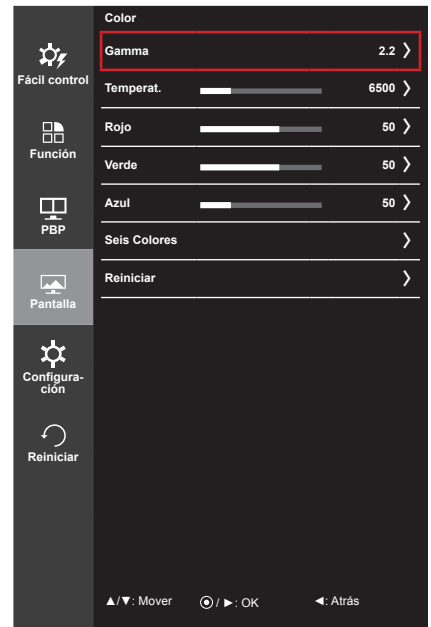 Color
Gamma 2.2 ❭
Fácil control
Temperat. 6500 ❭
Rojo 50 ❭
Función
Verde 50 ❭
Azul 50 ❭
PBP
Seis Colores ❭
Reiniciar ❭
Pantalla
Configura-
ción
Reiniciar
▲/▼: Mover ⦿ / ►: OK ◄: Atrás